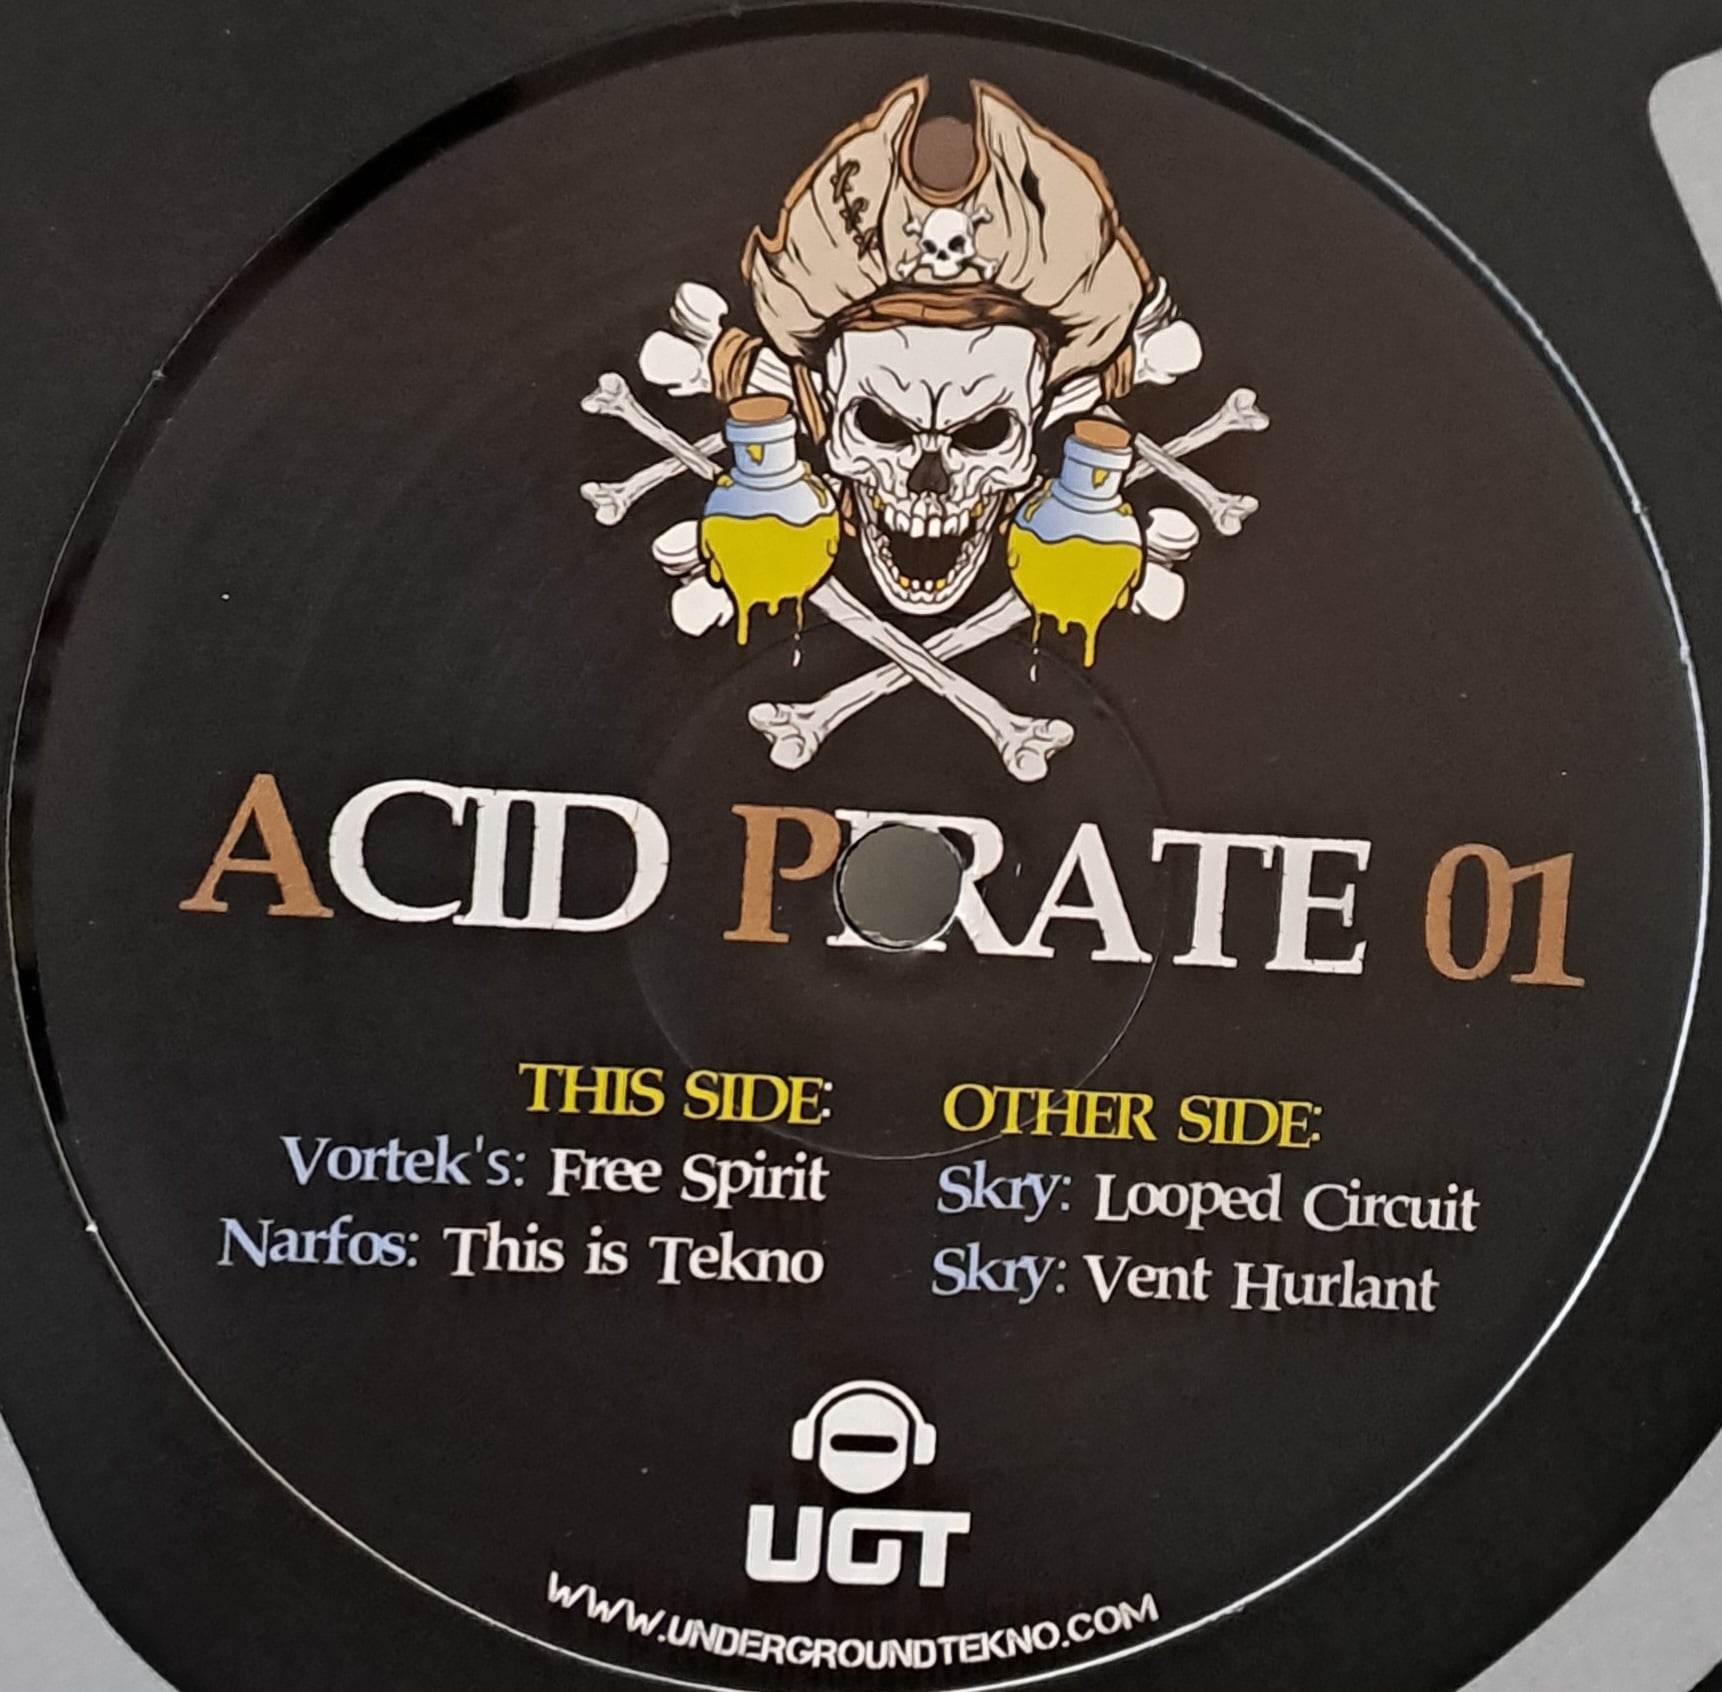 ACID PIRATE 01
THIS SIDE:
Vortek's: Free Spirit
Narfos: This is Tekno
OTHER SIDE:
Skry: Looped Circuit
Skry: Vent Hurlant
UGT
WWW.UNDERGROUNDTEKNO.COM